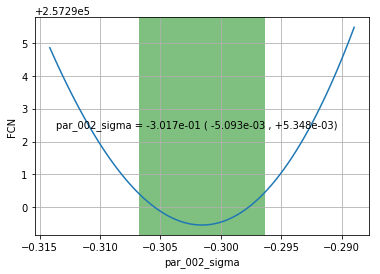 +2.5729e5
5
4
3
2
1
0
FCN
par_002_sigma = -3.017e-01 ( -5.093e-03 , +5.348e-03)
−0.315 −0.310 −0.305 −0.300 −0.295 −0.290
par_002_sigma